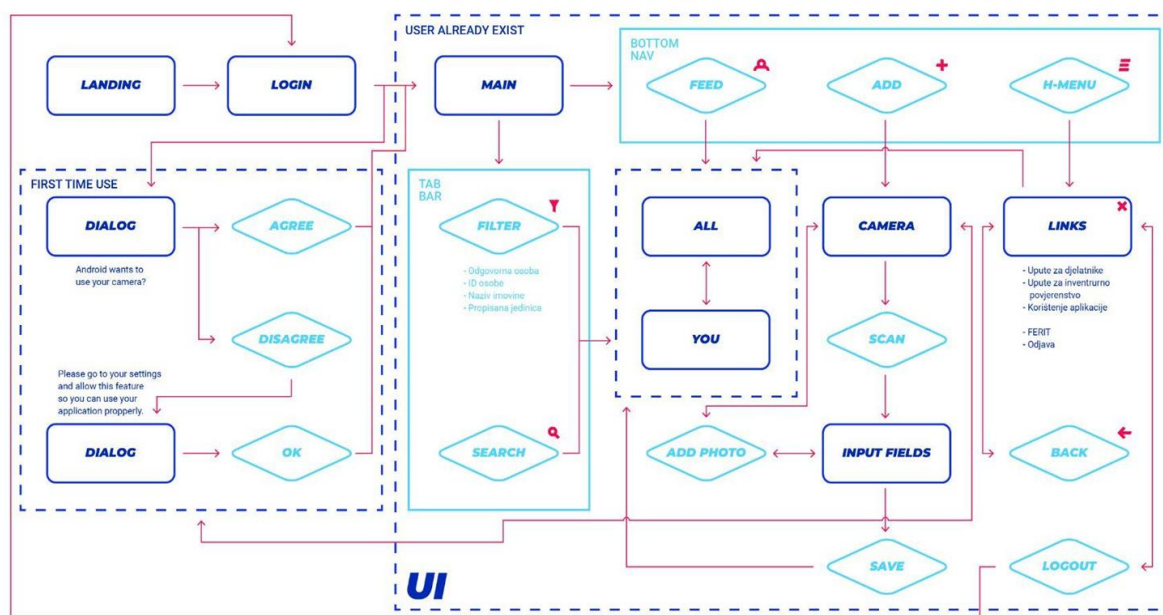 USER ALREADY EXIST
BOTTOM
NAV
LANDING
LOGIN
MAIN
FEED
ADD
H-MENU
FIRST TIME USE
DIALOG
AGREE
Android wants to
use your camera?
DISAGREE
Please go to your settings
and allow this feature
so you can use your
application propperly.
DIALOG
OK
TAB
BAR
FILTER
- Odgovorna osoba
- ID osobe
- Naziv imovine
- Propisana jedinica
SEARCH
ALL
YOU
CAMERA
SCAN
ADD PHOTO
INPUT FIELDS
SAVE
LINKS
- Upute za djelatnike
- Upute za inventrurno
povjerenstvo
- Korištenje aplikacije
- FERIT
- Odjava
BACK
LOGOUT
UI